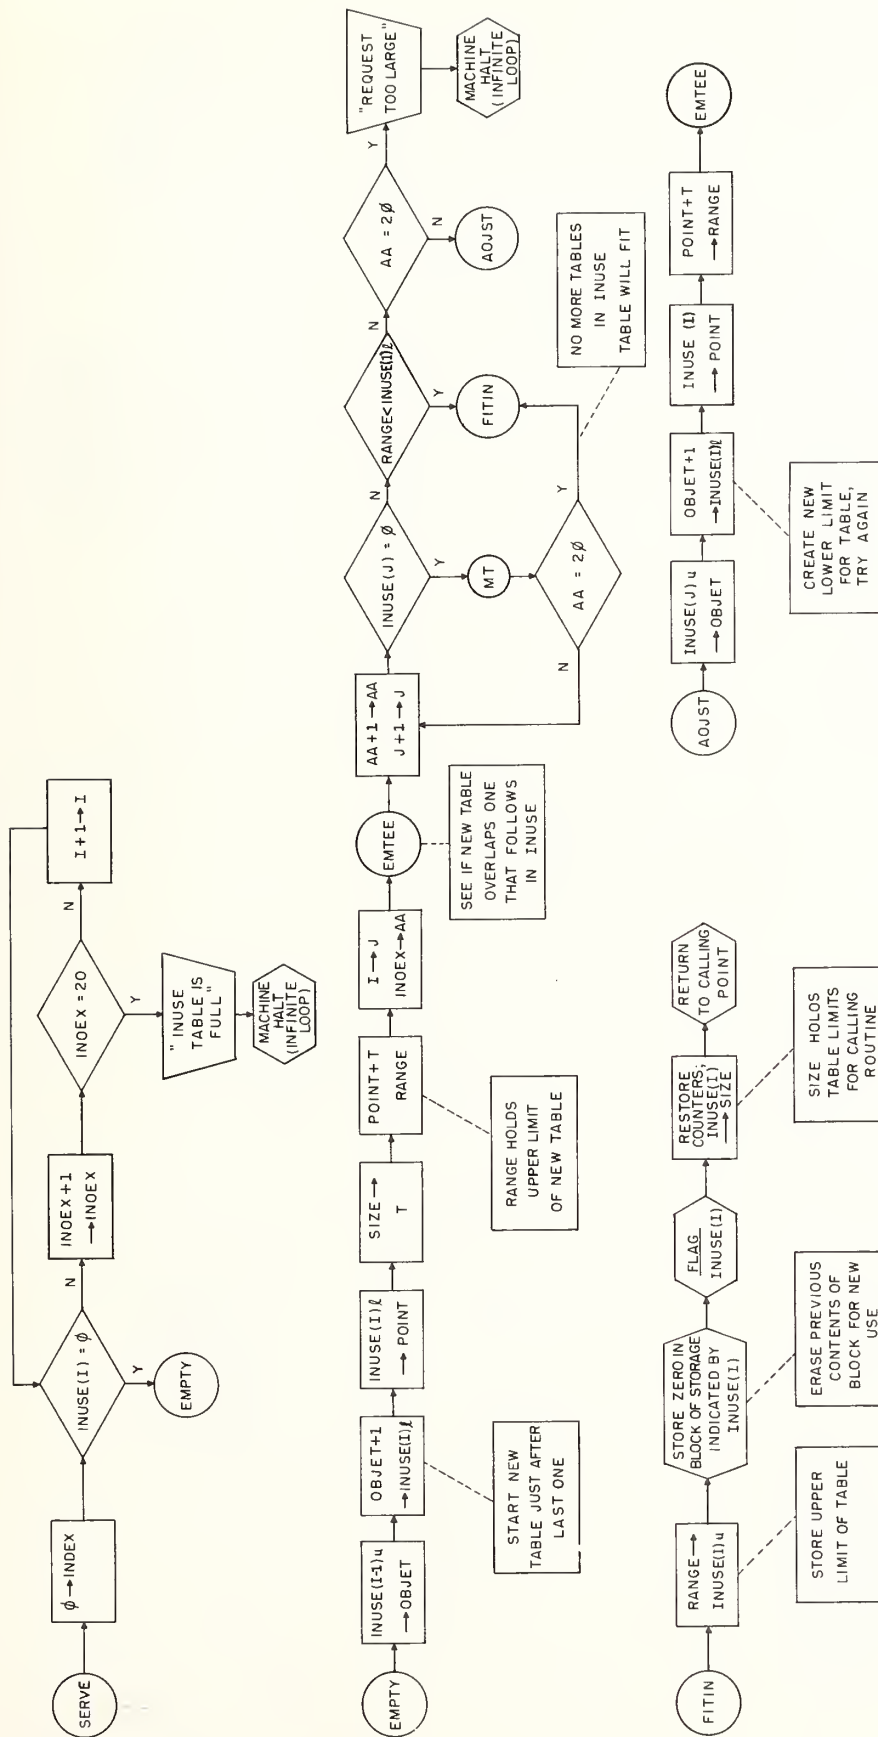 SERVE
ϕ→INDEX
INUSE(I) = ϕ
Y
EMPTY
N
INOEX+1
→INOEX
INOEX = 20
Y
" INUSE
TABLE IS
FULL "
MACHINE
HALT
(INFINITE
LOOP)
N
I+1→I
EMPTY
INUSE(I-1)u
→OBJET
OBJET+1
→INUSE(I)ℓ
START NEW
TABLE JUST AFTER
LAST ONE
INUSE(I)ℓ
→POINT
SIZE→
T
POINT+T
RANGE
RANGE HOLDS
UPPER LIMIT
OF NEW TABLE
I→J
INOEX→AA
EMTEE
SEE IF NEW TABLE
OVERLAPS ONE
THAT FOLLOWS
IN INUSE
AA+1→AA
J+1→J
INUSE(J) = ϕ
Y
MT
AA = 2ϕ
N
Y
NO MORE TABLES
IN INUSE
TABLE WILL FIT
N
RANGE<INUSE(I)ℓ
Y
FITIN
N
AA = 2ϕ
N
AOJST
Y
"REQUEST
TOO LARGE"
MACHINE
HALT
(INFINITE
LOOP)
FITIN
RANGE→
INUSE(I)u
STORE UPPER
LIMIT OF TABLE
STORE ZERO IN
BLOCK OF STORAGE
INDICATED BY
INUSE(I)
ERASE PREVIOUS
CONTENTS OF
BLOCK FOR NEW
USE
FLAG
INUSE(I)
RESTORE
COUNTERS;
INUSE(I)
→SIZE
SIZE HOLDS
TABLE LIMITS
FOR CALLING
ROUTINE
RETURN
TO CALLING
POINT
AOJST
INUSE(J)u
→OBJET
OBJET+1
→INUSE(I)ℓ
CREATE NEW
LOWER LIMIT
FOR TABLE,
TRY AGAIN
INUSE (I)
→POINT
POINT+T
→RANGE
EMTEE